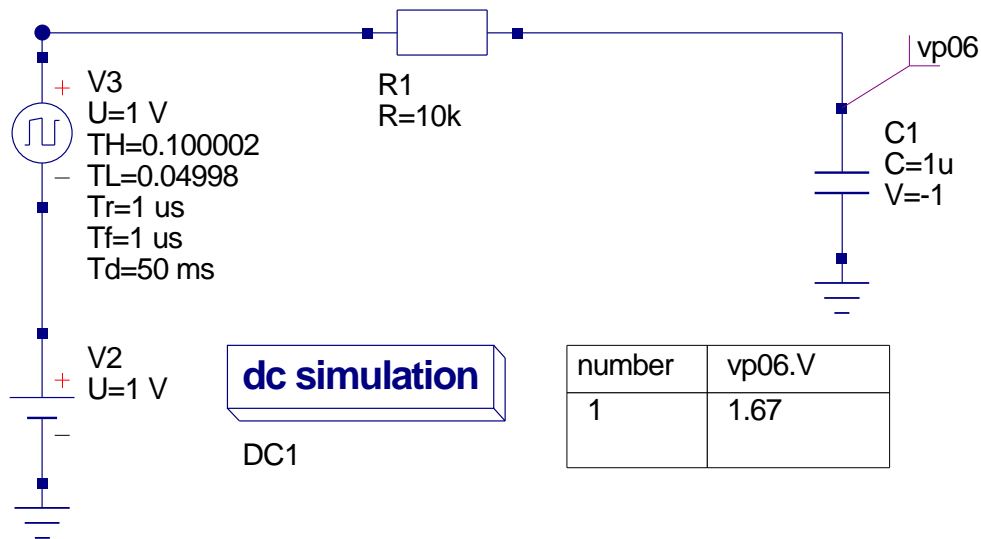 vp06
+
V3
U=1 V
TH=0.100002
TL=0.04998
Tr=1 us
Tf=1 us
Td=50 ms
–
R1
R=10k
C1
C=1u
V=-1
+
V2
U=1 V
–
dc simulation
DC1
number vp06.V
1 1.67